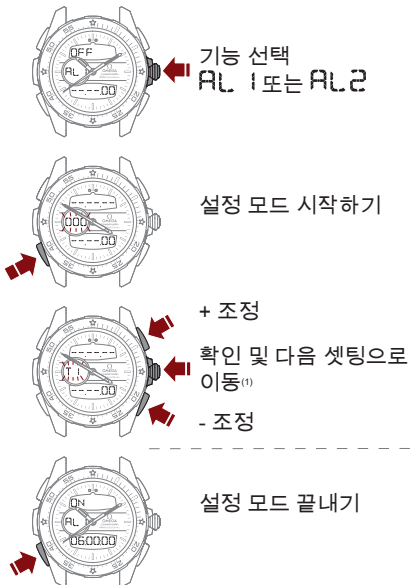 OFF
AL
--:--:00
기능 선택
AL 1 또는 AL2
000
--:--:00
설정 모드 시작하기
T1
--:--:00
+ 조정
확인 및 다음 셋팅으로
이동(1)
- 조정
ON
AL
06:00:00
설정 모드 끝내기